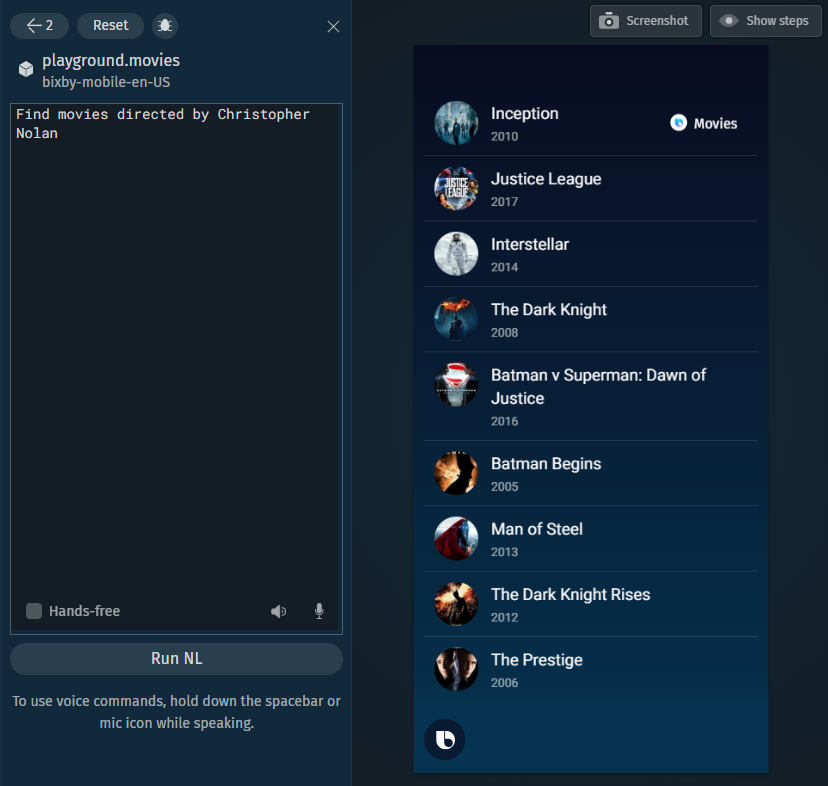 2
Reset
playground.movies
bixby-mobile-en-US
Find movies directed by Christopher
Nolan
Hands-free
Run NL
To use voice commands, hold down the spacebar or
mic icon while speaking.
Screenshot
Show steps
Movies
Inception
2010
JUSTICE
LEAGUE
Justice League
2017
Interstellar
2014
The Dark Knight
2008
Batman v Superman: Dawn of
Justice
2016
Batman Begins
2005
Man of Steel
2013
The Dark Knight Rises
2012
The Prestige
2006